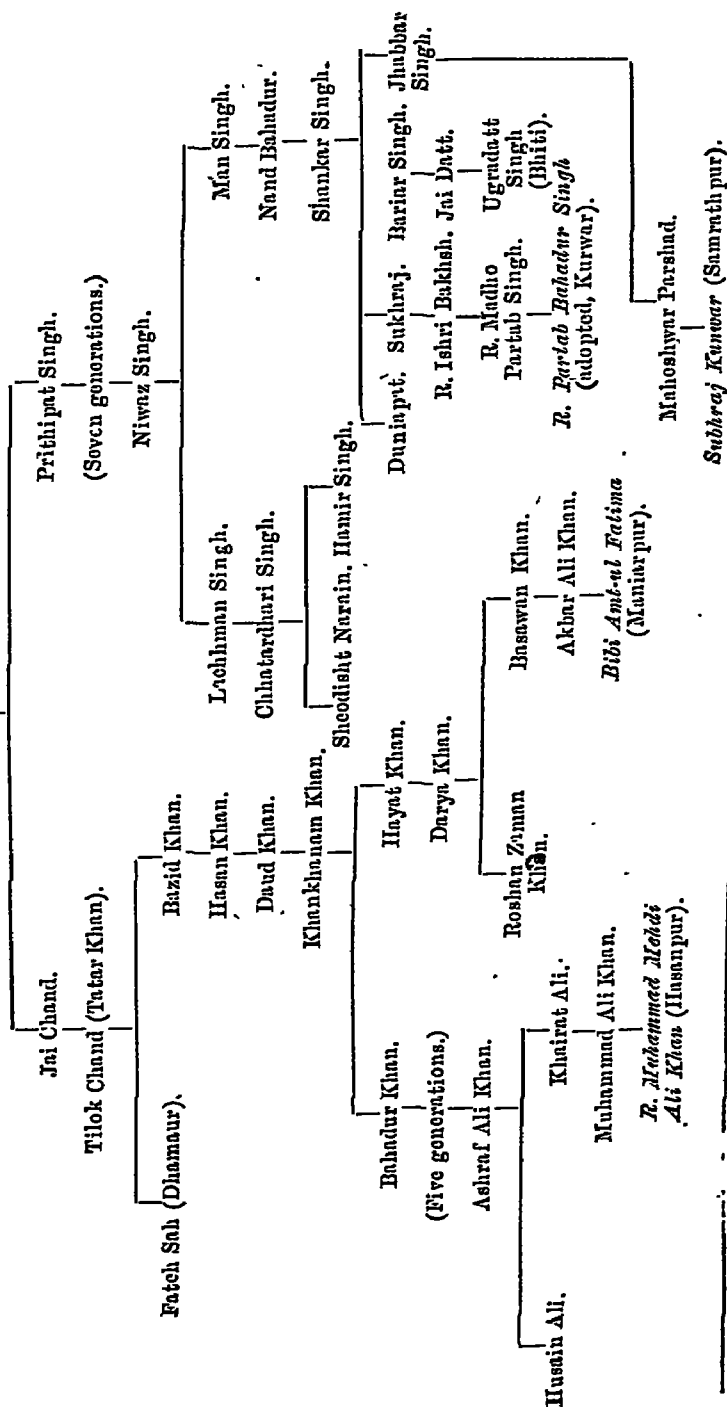 Jai Chand.
Tilok Chand (Tatar Khan).
Fateh Sah (Dhamaur).
Bazid Khan.
Hasan Khan.
Daud Khan.
Khankhanam Khan.
Bahadur Khan.
(Five generations.)
Ashraf Ali Khan.
Husain Ali.
Khairat Ali.
Muhammad Ali Khan.
R. Muhammad Mehdi
Ali Khan (Hasanpur).
Hayat Khan.
Darya Khan.
Roshan Zaman
Khan.
Basawan Khan.
Akbar Ali Khan.
Bibi Amt-ul Fatima
(Maniarpur).
Prithipat Singh.
(Seven generations.)
Niwaz Singh.
Lachhman Singh.
Chhatardhari Singh.
Sheodisht Narain. Hamir Singh.
Man Singh.
Nand Bahadur.
Shankar Singh.
Duniapat. Sukhraj. Bariar Singh. Jhabbar
Singh.
R. Ishri Bakhsh. Jai Datt.
R. Madho
Partab Singh.
R. Partab Bahadur Singh
(adopted, Kurwar).
Ugradatt
Singh
(Bhiti).
Maheshwar Parshad.
Subhraj Kunwar (Samrathpur).